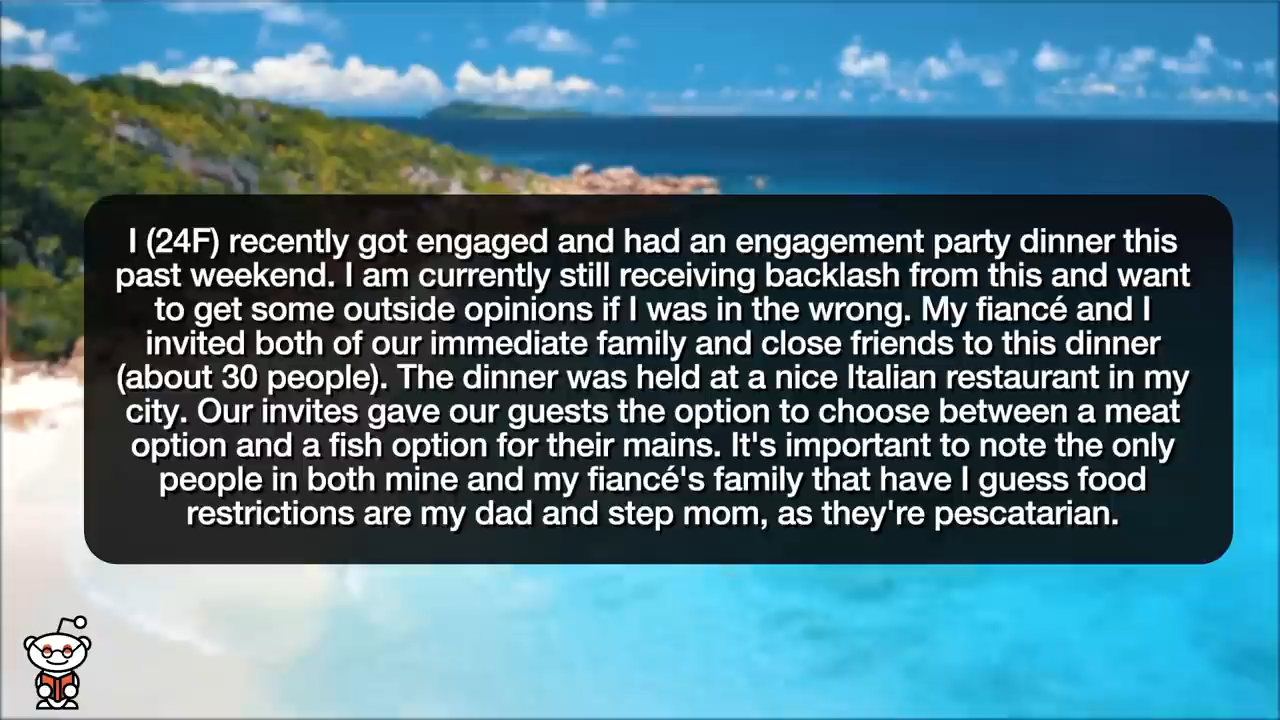 I (24F) recently got engaged and had an engagement party dinner this
past weekend. I am currently still receiving backlash from this and want
to get some outside opinions if I was in the wrong. My fiancé and I
invited both of our immediate family and close friends to this dinner
(about 30 people). The dinner was held at a nice Italian restaurant in my
city. Our invites gave our guests the option to choose between a meat
option and a fish option for their mains. It's important to note the only
people in both mine and my fiancé's family that have I guess food
restrictions are my dad and step mom, as they're pescatarian.